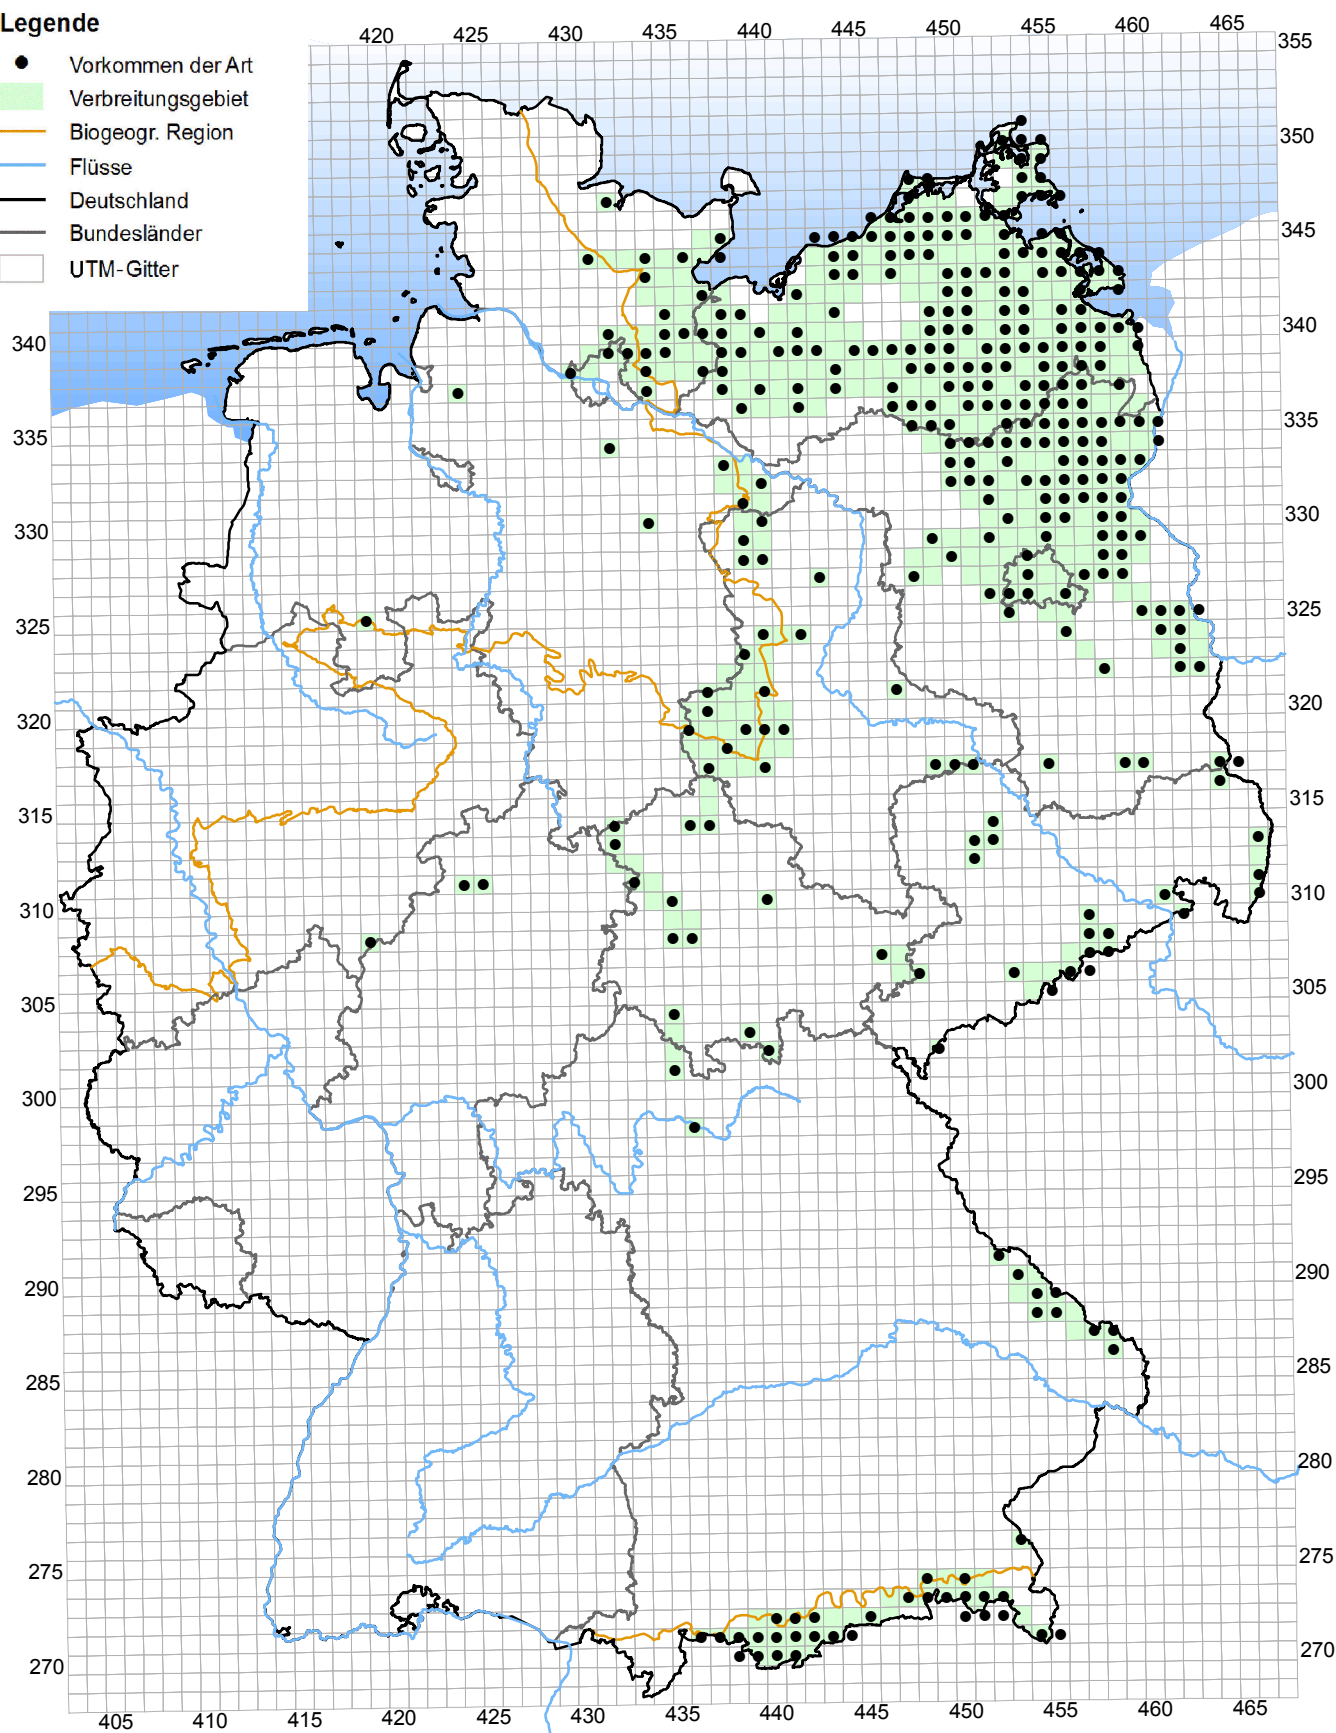 Legende
Vorkommen der Art
Verbreitungsgebiet
Biogeogr. Region
Flüsse
Deutschland
Bundesländer
UTM-Gitter
420 425 430 435 440 445 450 455 460 465
355
350
345
340 340
335 335
330 330
325 325
320 320
315 315
310 310
305 305
300 300
295 295
290 290
285 285
280 280
275 275
270 270
405 410 415 420 425 430 435 440 445 450 455 460 465